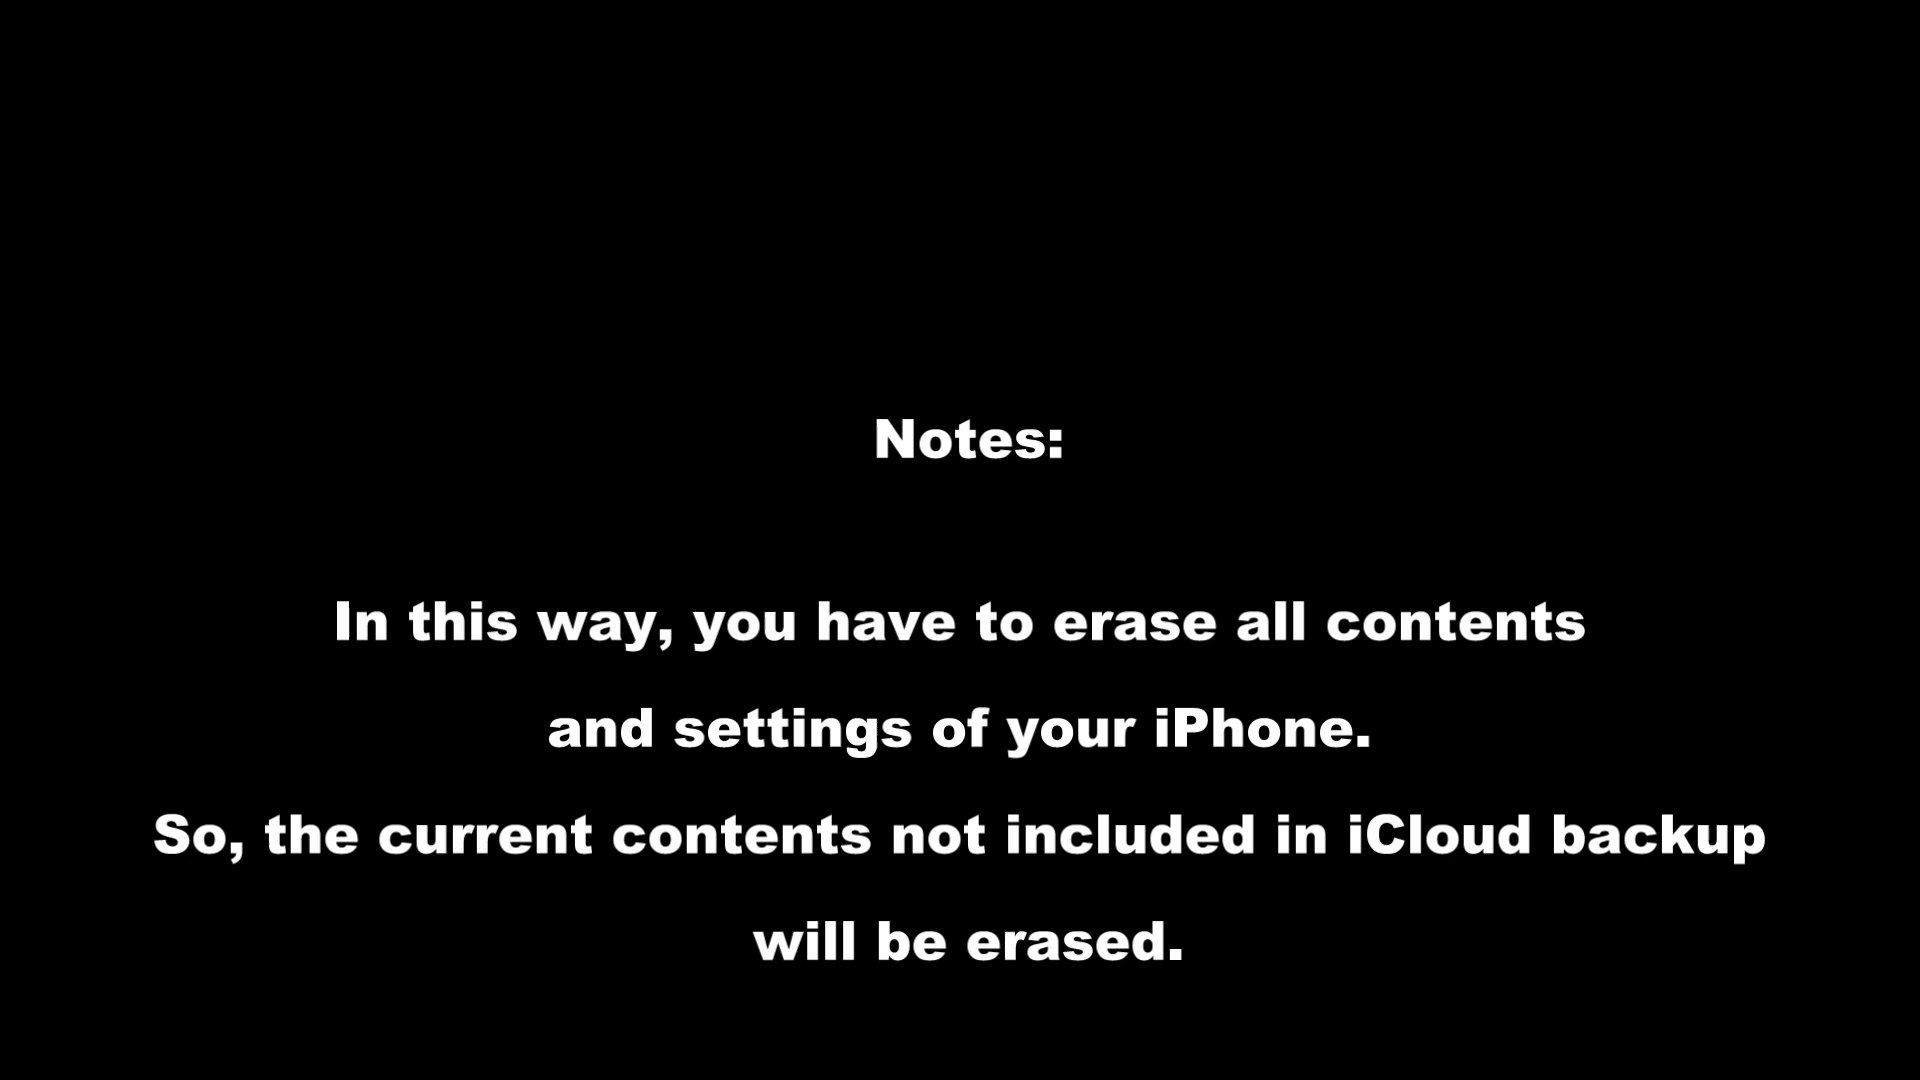 Notes:
In this way, you have to erase all contents
and settings of your iPhone.
So, the current contents not included in iCloud backup
will be erased.